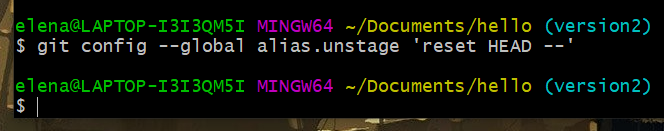 elena@LAPTOP-I3I3QM5I MINGW64 ~/Documents/hello (version2)
$ git config --global alias.unstage 'reset HEAD --'
elena@LAPTOP-I3I3QM5I MINGW64 ~/Documents/hello (version2)
$